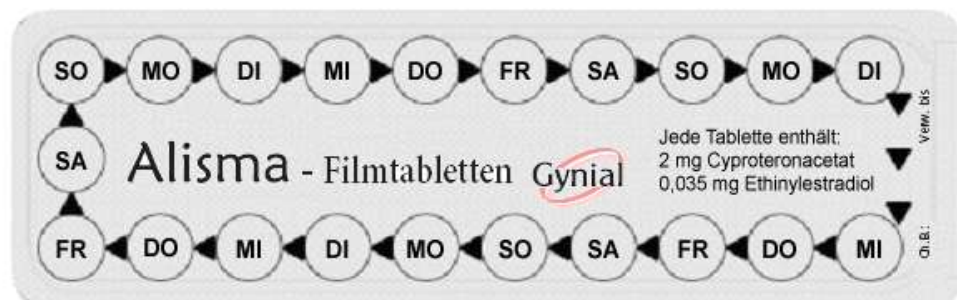 SO MO DI MI DO FR SA SO MO DI
Verw. bis
Jede Tablette enthält:
SA Alisma - Filmtabletten Gynial 2 mg Cyproteronacetat
0,035 mg Ethinylestradiol
FR DO MI DI MO SO SA FR DO MI
Ch.B.: